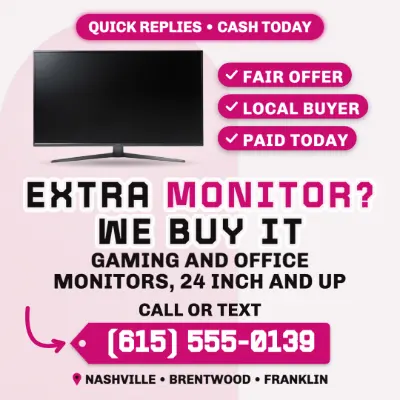 QUICK REPLIES • CASH TODAY
FAIR OFFER
LOCAL BUYER
PAID TODAY
EXTRA MONITOR?
WE BUY IT
GAMING AND OFFICE
MONITORS, 24 INCH AND UP
CALL OR TEXT
(615) 555-0139
NASHVILLE • BRENTWOOD • FRANKLIN